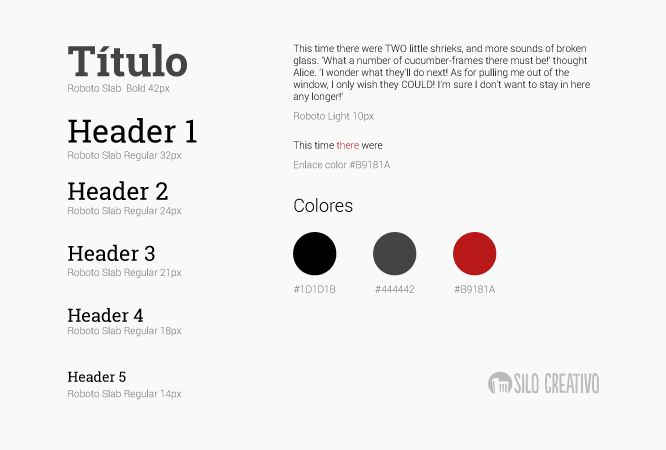 Título
Roboto Slab Bold 42px
Header 1
Roboto Slab Regular 32px
Header 2
Roboto Slab Regular 24px
Header 3
Roboto Slab Regular 21px
Header 4
Roboto Slab Regular 18px
Header 5
Roboto Slab Regular 14px
This time there were TWO little shrieks, and more sounds of broken
glass. 'What a number of cucumber-frames there must be!' thought
Alice. 'I wonder what they'll do next! As for pulling me out of the
window, I only wish they COULD! I'm sure I don't want to stay in here
any longer!'
Roboto Light 10px
This time there were
Enlace color #B9181A
Colores
#1D1D1B
#444442
#B9181A
SILO CREATIVO